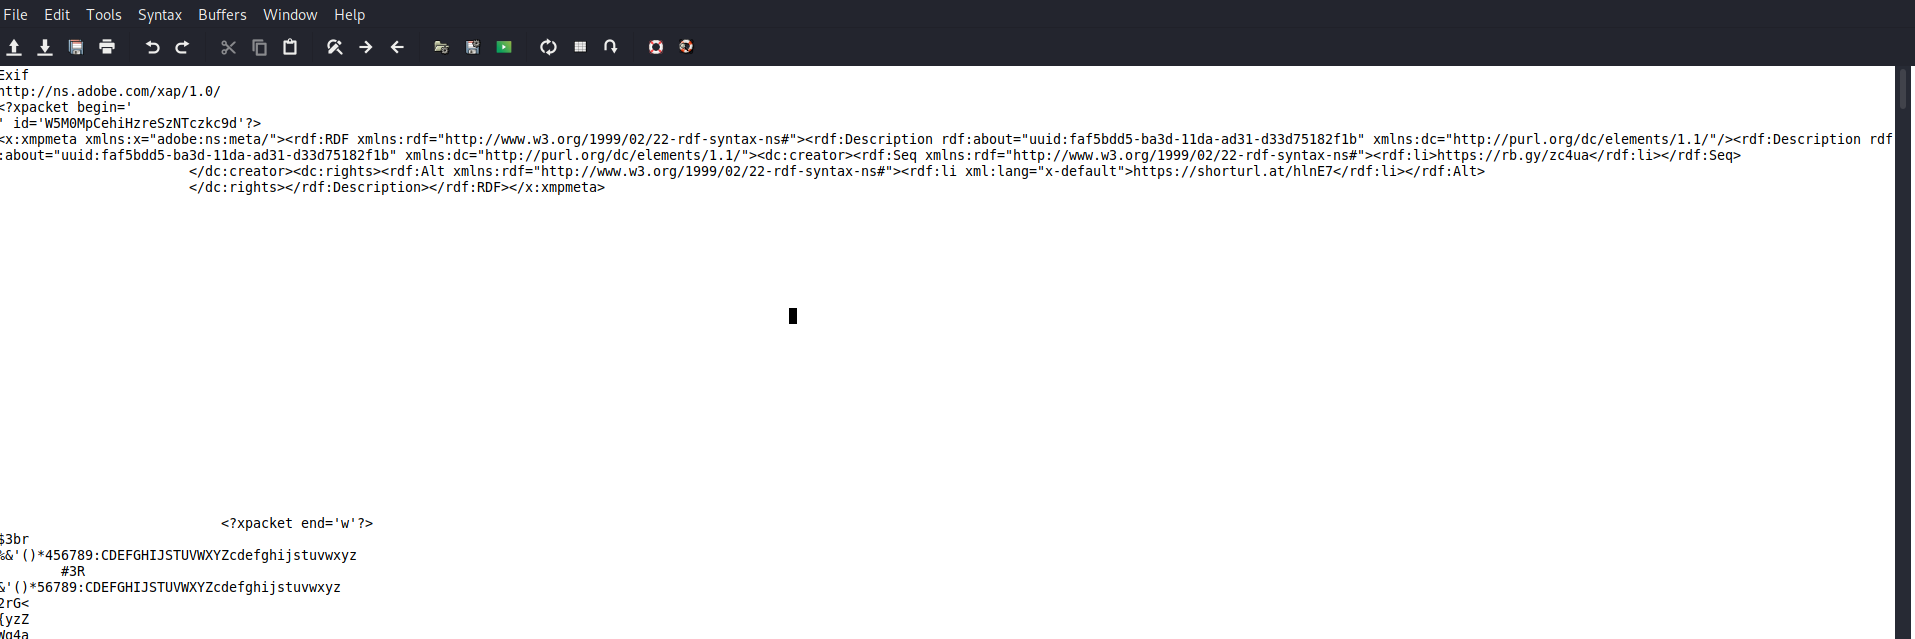 File Edit Tools Syntax Buffers Window Help
Exif
http://ns.adobe.com/xap/1.0/
<?xpacket begin='
' id='W5M0MpCehiHzreSzNTczkc9d'?>
<x:xmpmeta xmlns:x="adobe:ns:meta/"><rdf:RDF xmlns:rdf="http://www.w3.org/1999/02/22-rdf-syntax-ns#"><rdf:Description rdf:about="uuid:faf5bdd5-ba3d-11da-ad31-d33d75182f1b" xmlns:dc="http://purl.org/dc/elements/1.1/"/><rdf:Description rdf
:about="uuid:faf5bdd5-ba3d-11da-ad31-d33d75182f1b" xmlns:dc="http://purl.org/dc/elements/1.1/"><dc:creator><rdf:Seq xmlns:rdf="http://www.w3.org/1999/02/22-rdf-syntax-ns#"><rdf:li>https://rb.gy/zc4ua</rdf:li></rdf:Seq>
</dc:creator><dc:rights><rdf:Alt xmlns:rdf="http://www.w3.org/1999/02/22-rdf-syntax-ns#"><rdf:li xml:lang="x-default">https://shorturl.at/hlnE7</rdf:li></rdf:Alt>
</dc:rights></rdf:Description></rdf:RDF></x:xmpmeta>
<?xpacket end='w'?>
$3br
%&'()*456789:CDEFGHIJSTUVWXYZcdefghijstuvwxyz
#3R
&'()*56789:CDEFGHIJSTUVWXYZcdefghijstuvwxyz
2rG<
{yzZ
Wq4a